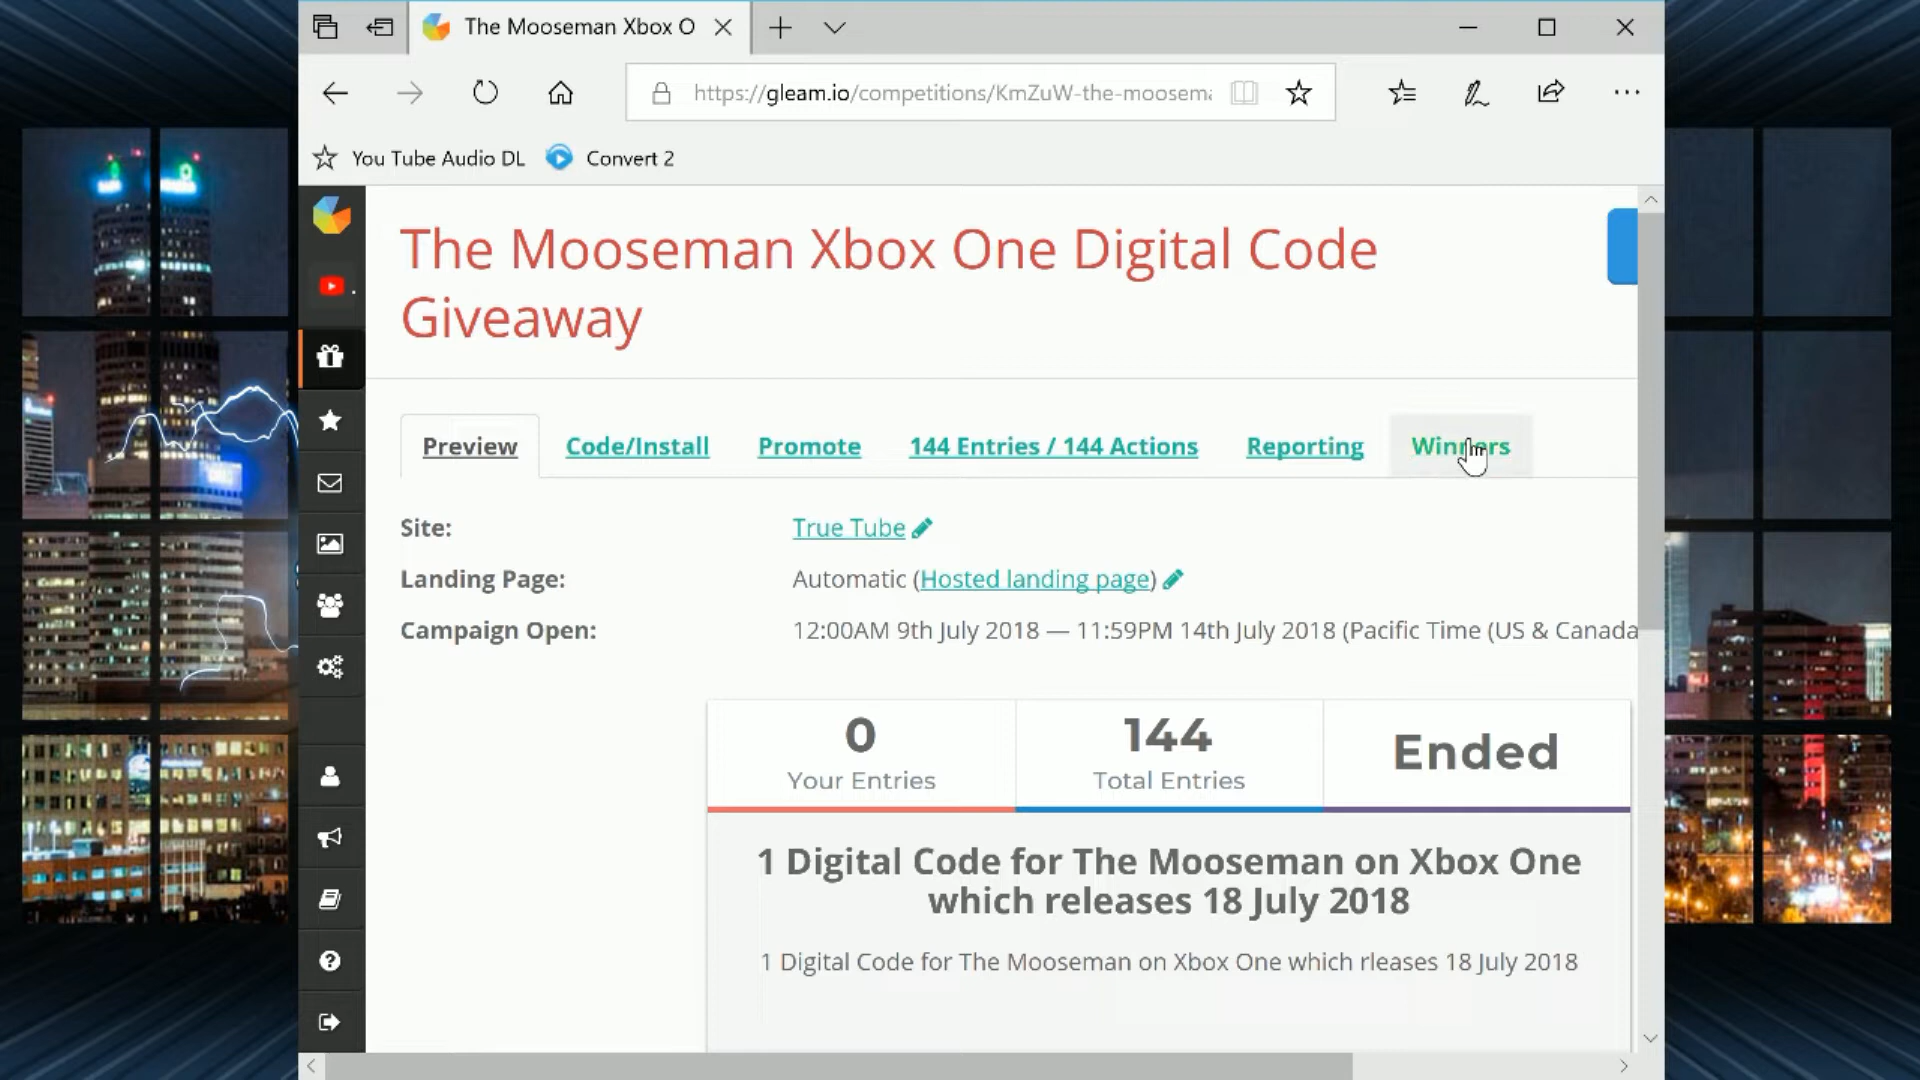 The Mooseman Xbox O
https://gleam.io/competitions/KmZuW-the-moosema
You Tube Audio DL Convert 2
The Mooseman Xbox One Digital Code
Giveaway
Preview Code/Install Promote 144 Entries / 144 Actions Reporting Winners
Site: True Tube
Landing Page: Automatic (Hosted landing page)
Campaign Open: 12:00AM 9th July 2018 — 11:59PM 14th July 2018 (Pacific Time (US & Canada
0 144 Ended
Your Entries Total Entries
1 Digital Code for The Mooseman on Xbox One
which releases 18 July 2018
1 Digital Code for The Mooseman on Xbox One which rleases 18 July 2018